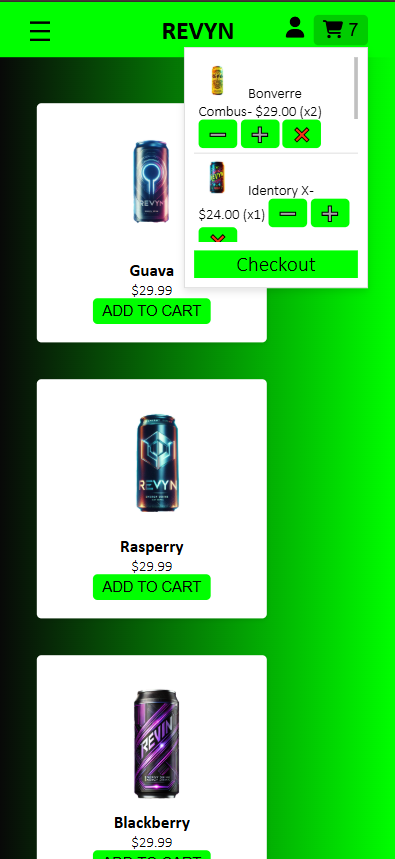 REVYN
7
Bonverre
Combus- $29.00 (x2)
Identory X-
$24.00 (x1)
Checkout
REVYN
Guava
$29.99
ADD TO CART
REVYN
Rasperry
$29.99
ADD TO CART
REVIN
Blackberry
$29.99
ADD TO CART